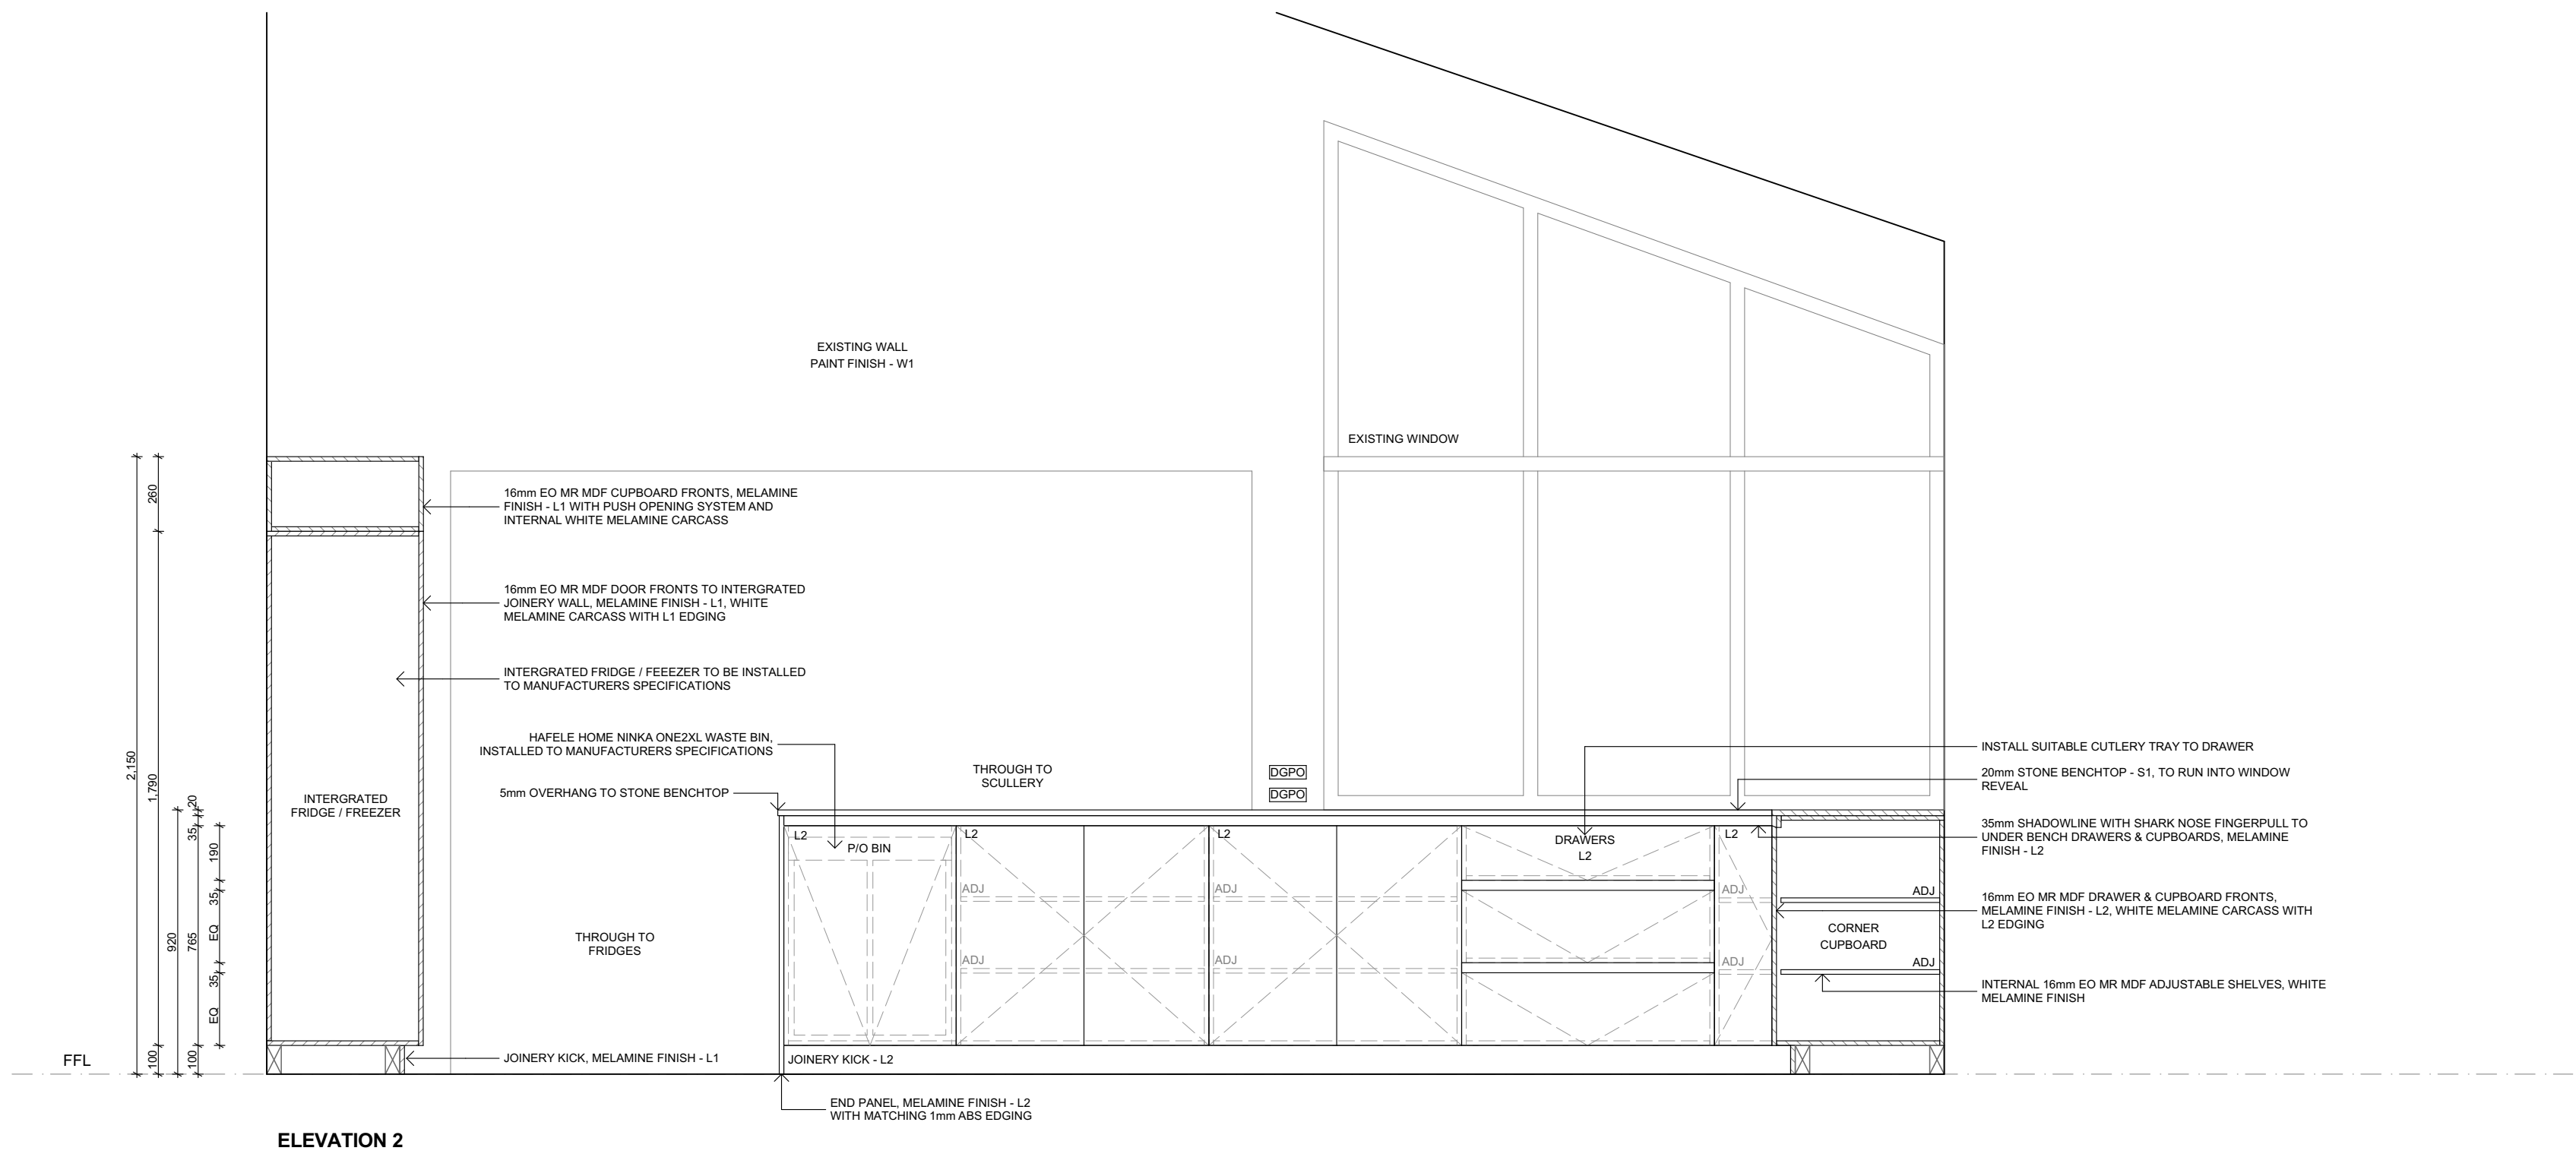 EXISTING WALL
PAINT FINISH - W1
EXISTING WINDOW
16mm EO MR MDF CUPBOARD FRONTS, MELAMINE
FINISH - L1 WITH PUSH OPENING SYSTEM AND
INTERNAL WHITE MELAMINE CARCASS
16mm EO MR MDF DOOR FRONTS TO INTERGRATED
JOINERY WALL, MELAMINE FINISH - L1, WHITE
MELAMINE CARCASS WITH L1 EDGING
INTERGRATED FRIDGE / FEEEZER TO BE INSTALLED
TO MANUFACTURERS SPECIFICATIONS
HAFELE HOME NINKA ONE2XL WASTE BIN,
INSTALLED TO MANUFACTURERS SPECIFICATIONS
5mm OVERHANG TO STONE BENCHTOP
THROUGH TO
SCULLERY
DGPO
DGPO
INTERGRATED
FRIDGE / FREEZER
THROUGH TO
FRIDGES
L2
P/O BIN
L2
ADJ
ADJ
L2
ADJ
ADJ
DRAWERS
L2
L2
ADJ
ADJ
ADJ
CORNER
CUPBOARD
ADJ
INSTALL SUITABLE CUTLERY TRAY TO DRAWER
20mm STONE BENCHTOP - S1, TO RUN INTO WINDOW
REVEAL
35mm SHADOWLINE WITH SHARK NOSE FINGERPULL TO
UNDER BENCH DRAWERS & CUPBOARDS, MELAMINE
FINISH - L2
16mm EO MR MDF DRAWER & CUPBOARD FRONTS,
MELAMINE FINISH - L2, WHITE MELAMINE CARCASS WITH
L2 EDGING
INTERNAL 16mm EO MR MDF ADJUSTABLE SHELVES, WHITE
MELAMINE FINISH
2,150
260
1,790
100
920
20
35
765
100
190
35
EQ
35
EQ
FFL
JOINERY KICK, MELAMINE FINISH - L1
JOINERY KICK - L2
END PANEL, MELAMINE FINISH - L2
WITH MATCHING 1mm ABS EDGING
ELEVATION 2